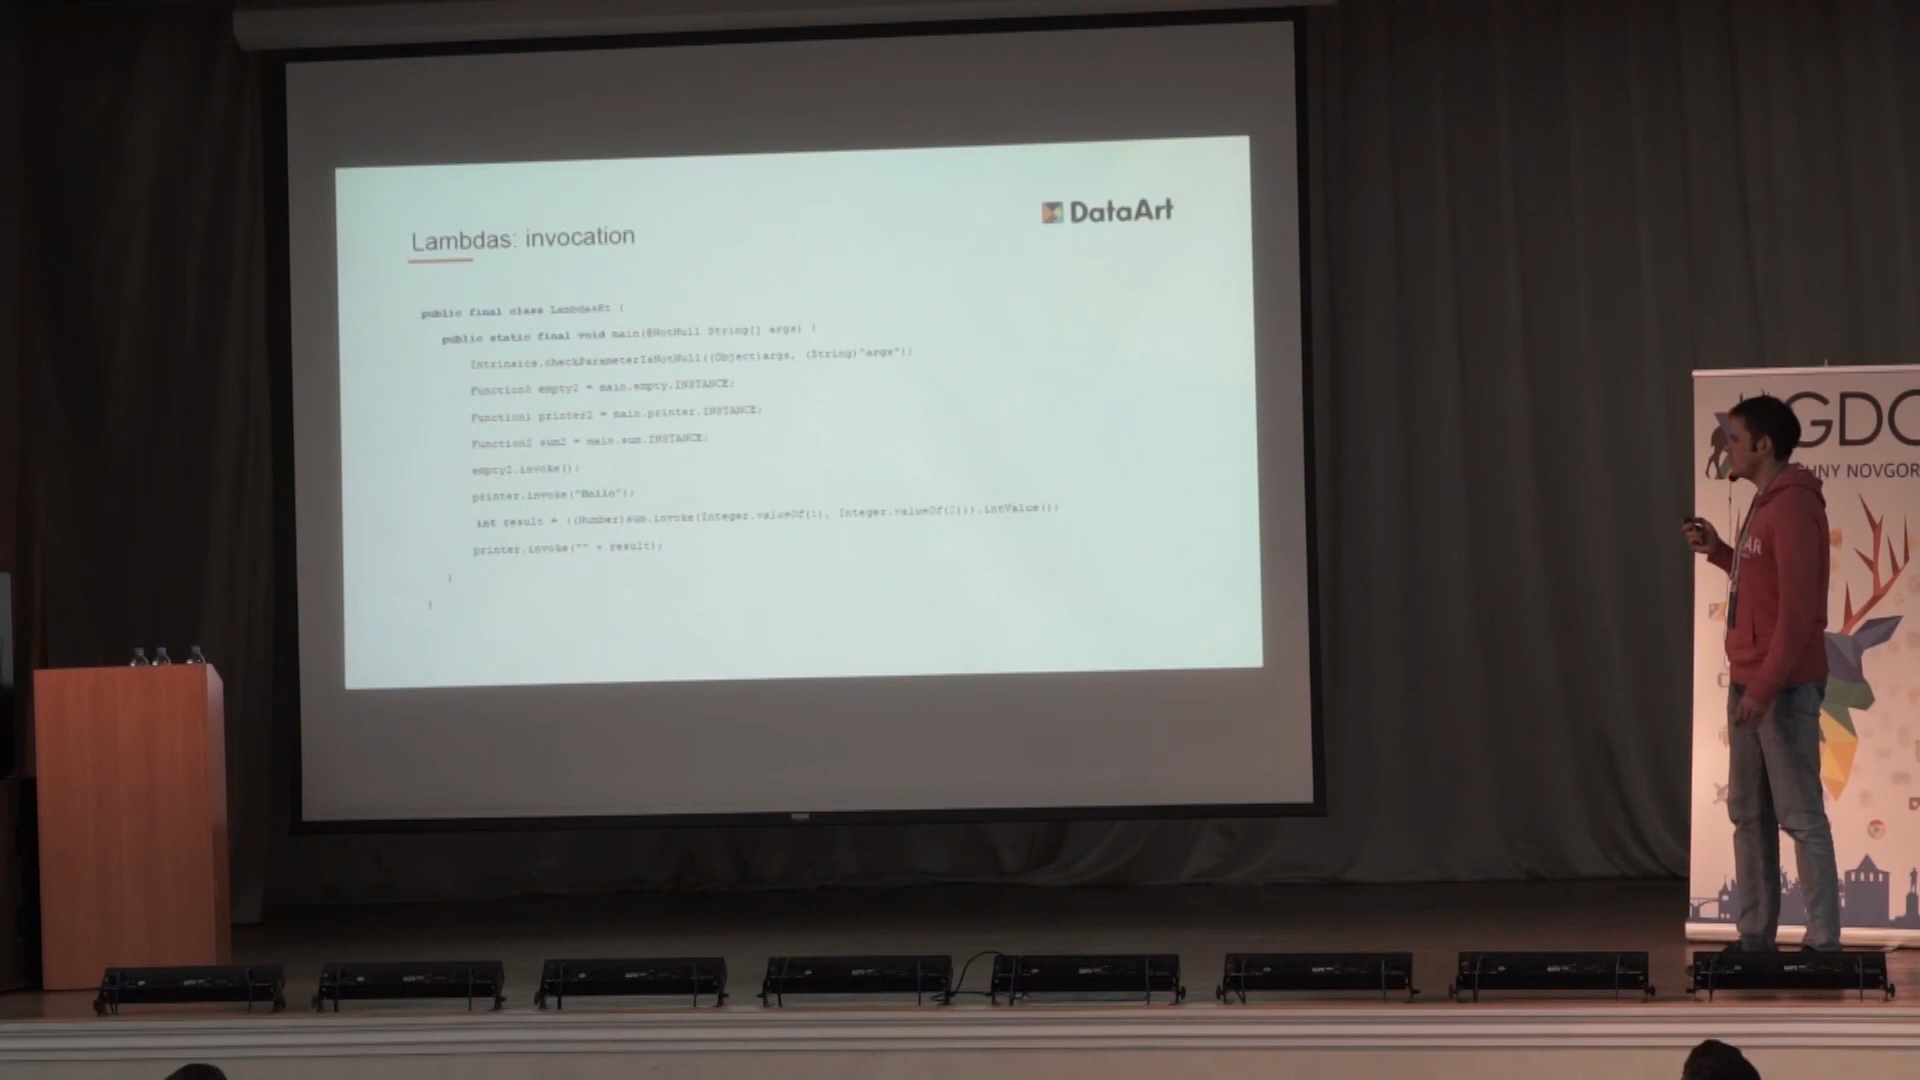 DataArt
Lambdas: invocation
public final class LambdasKt {
public static final void main(@NotNull String[] args) {
Intrinsics.checkParameterIsNotNull((Object)args, (String)"args");
Function0 empty2 = main.empty.INSTANCE;
Function1 printer2 = main.printer.INSTANCE;
Function2 sum2 = main.sum.INSTANCE;
empty2.invoke();
printer.invoke("Hello");
int result = ((Number)sum.invoke(Integer.valueOf(1), Integer.valueOf(2))).intValue();
printer.invoke("" + result);
}
}
GDG
HNY NOVGOR
AR